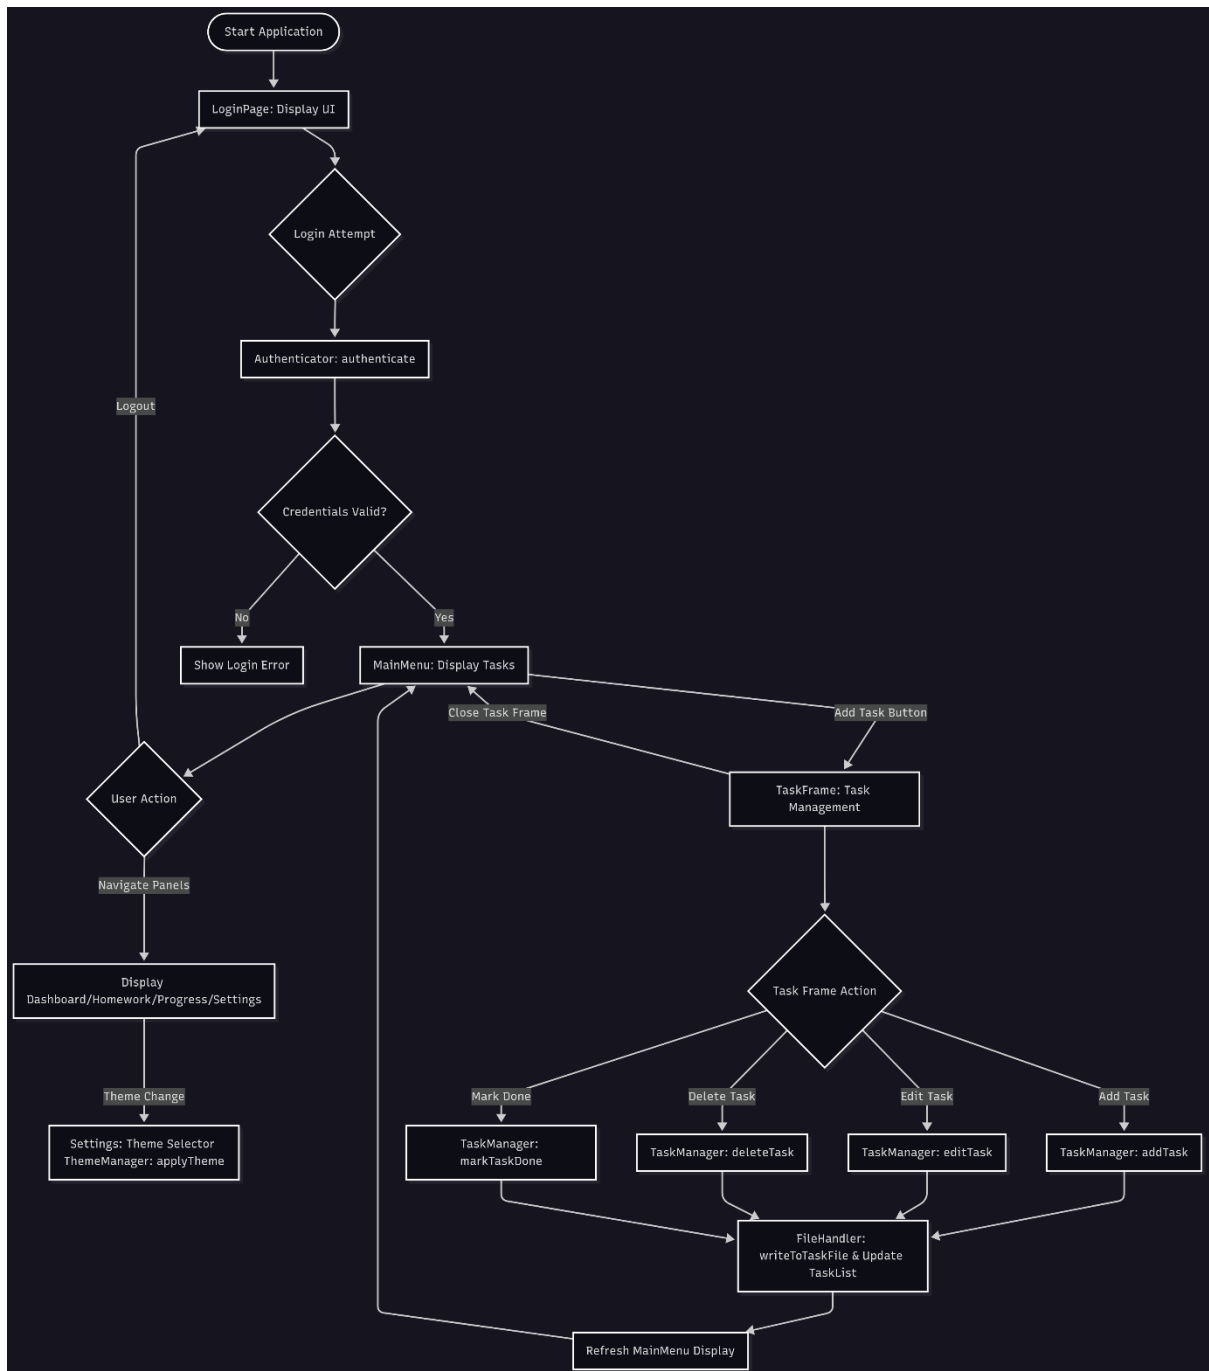 Start Application
LoginPage: Display UI
Login Attempt
Authenticator: authenticate
Logout
Credentials Valid?
No
Yes
Show Login Error
MainMenu: Display Tasks
Close Task Frame
Add Task Button
User Action
TaskFrame: Task
Management
Navigate Panels
Display
Dashboard/Homework/Progress/Settings
Task Frame Action
Theme Change
Mark Done
Delete Task
Edit Task
Add Task
Settings: Theme Selector
ThemeManager: applyTheme
TaskManager:
markTaskDone
TaskManager: deleteTask
TaskManager: editTask
TaskManager: addTask
FileHandler:
writeToTaskFile & Update
TaskList
Refresh MainMenu Display